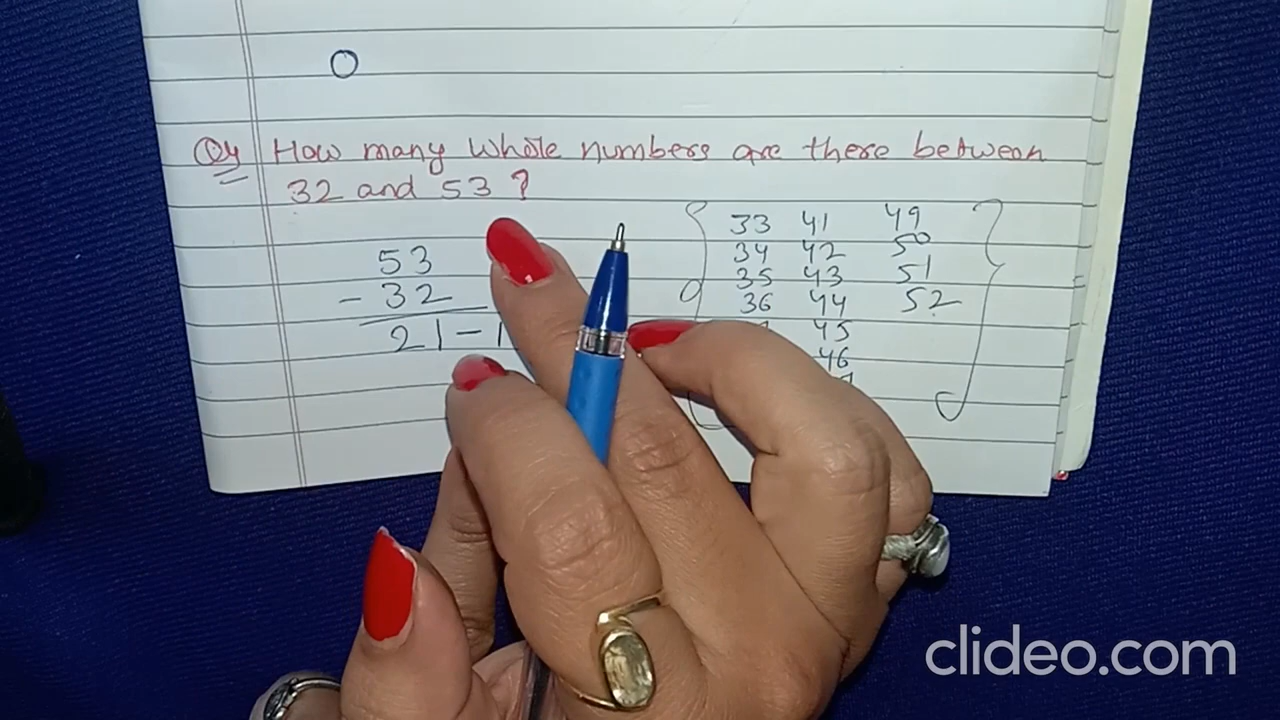 Q4 How many whole numbers are there between
32 and 53 ?
53
- 32
21 - 1
33 41 49
34 42 50
35 43 51
36 44 52
45
46
clideo.com